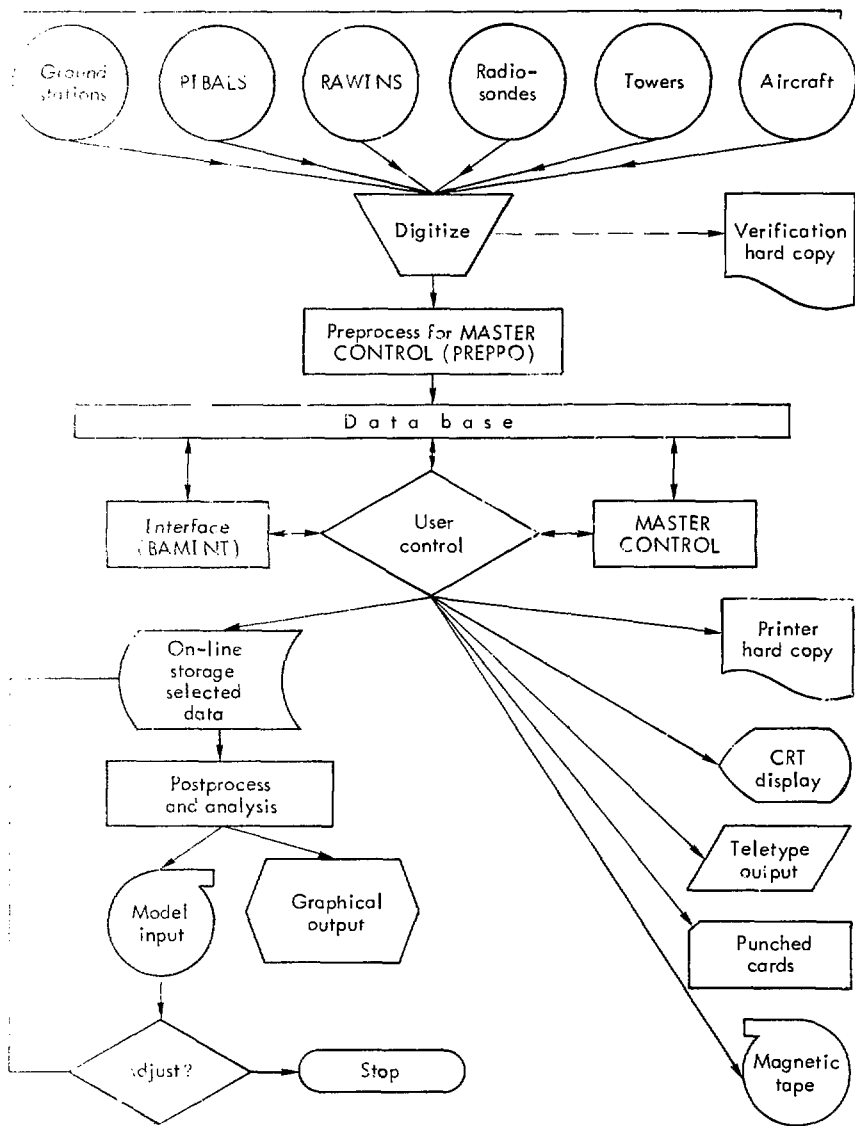 Ground
stations
PIBALS
RAWINS
Radio-
sondes
Towers
Aircraft
Digitize
Verification
hard copy
Preprocess for MASTER
CONTROL (PREPPO)
Data base
Interface
(BAMINT)
User
control
MASTER
CONTROL
On-line
storage
selected
data
Printer
hard copy
CRT
display
Postprocess
and analysis
Teletype
output
Model
input
Graphical
output
Punched
cards
Adjust?
Stop
Magnetic
tape